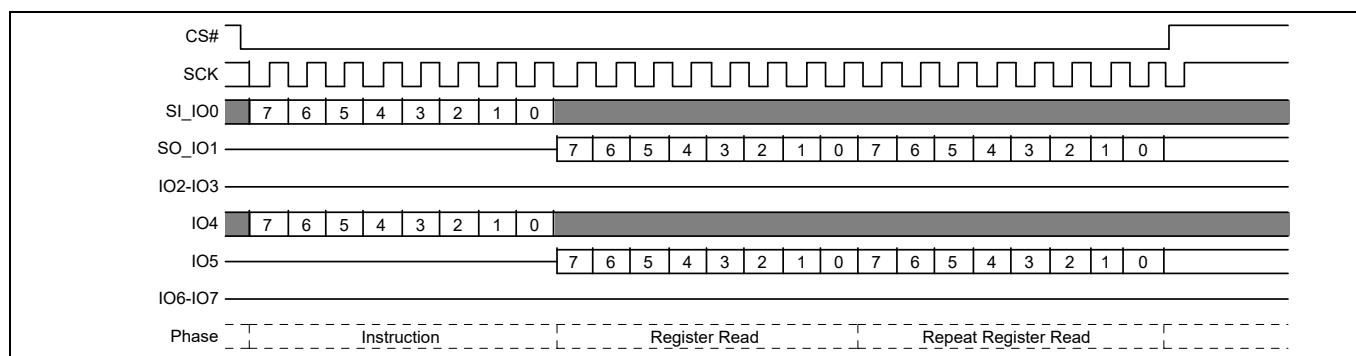 CS#
SCK
SI_IO0 7 6 5 4 3 2 1 0
SO_IO1 7 6 5 4 3 2 1 0 7 6 5 4 3 2 1 0
IO2-IO3
IO4 7 6 5 4 3 2 1 0
IO5 7 6 5 4 3 2 1 0 7 6 5 4 3 2 1 0
IO6-IO7
Phase Instruction Register Read Repeat Register Read